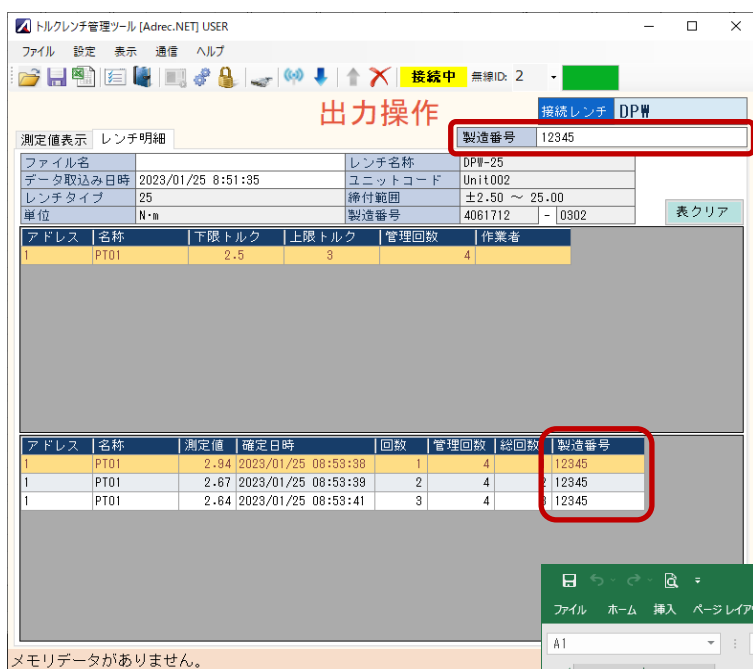 トルクレンチ管理ツール [Adrec.NET] USER
ファイル 設定 表示 通信 ヘルプ
接続中 無線ID: 2
出力操作
接続レンチ DPW
測定値表示 レンチ明細
製造番号 12345
ファイル名 レンチ名称 DPW-25
データ取込み日時 2023/01/25 8:51:35 ユニットコード Unit002
レンチタイプ 25 締付範囲 ±2.50 ～ 25.00
単位 N・m 製造番号 4061712 - 0302
表クリア
アドレス 名称 下限トルク 上限トルク 管理回数 作業者
1 PT01 2.5 3 4
アドレス 名称 測定値 確定日時 回数 管理回数 総回数 製造番号
1 PT01 2.94 2023/01/25 08:53:38 1 4 12345
1 PT01 2.67 2023/01/25 08:53:39 2 4 2 12345
1 PT01 2.64 2023/01/25 08:53:41 3 4 12345
ファイル ホーム 挿入 ページ レイア
A1
メモリデータがありません。